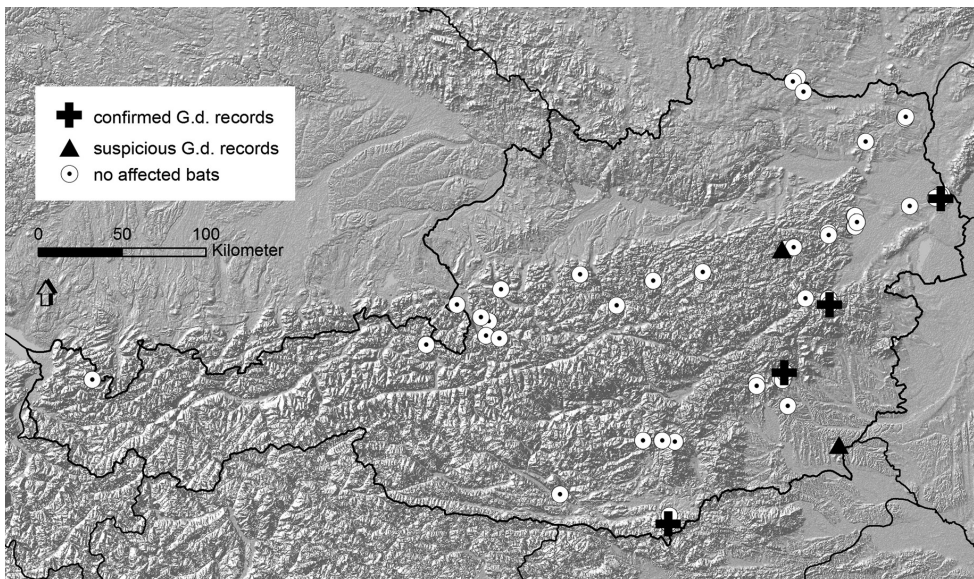 confirmed G.d. records
suspicious G.d. records
no affected bats
0 50 100
Kilometer